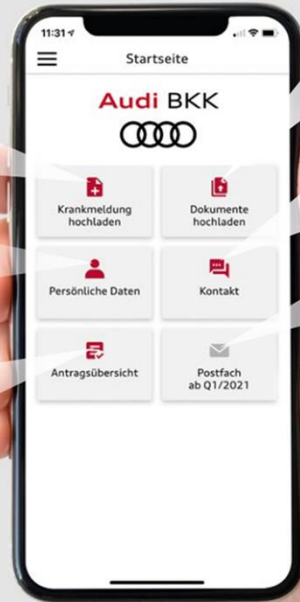 11:31
Startseite
Audi BKK
Krankmeldung
hochladen
Dokumente
hochladen
Persönliche Daten
Kontakt
Antragsübersicht
Postfach
ab Q1/2021